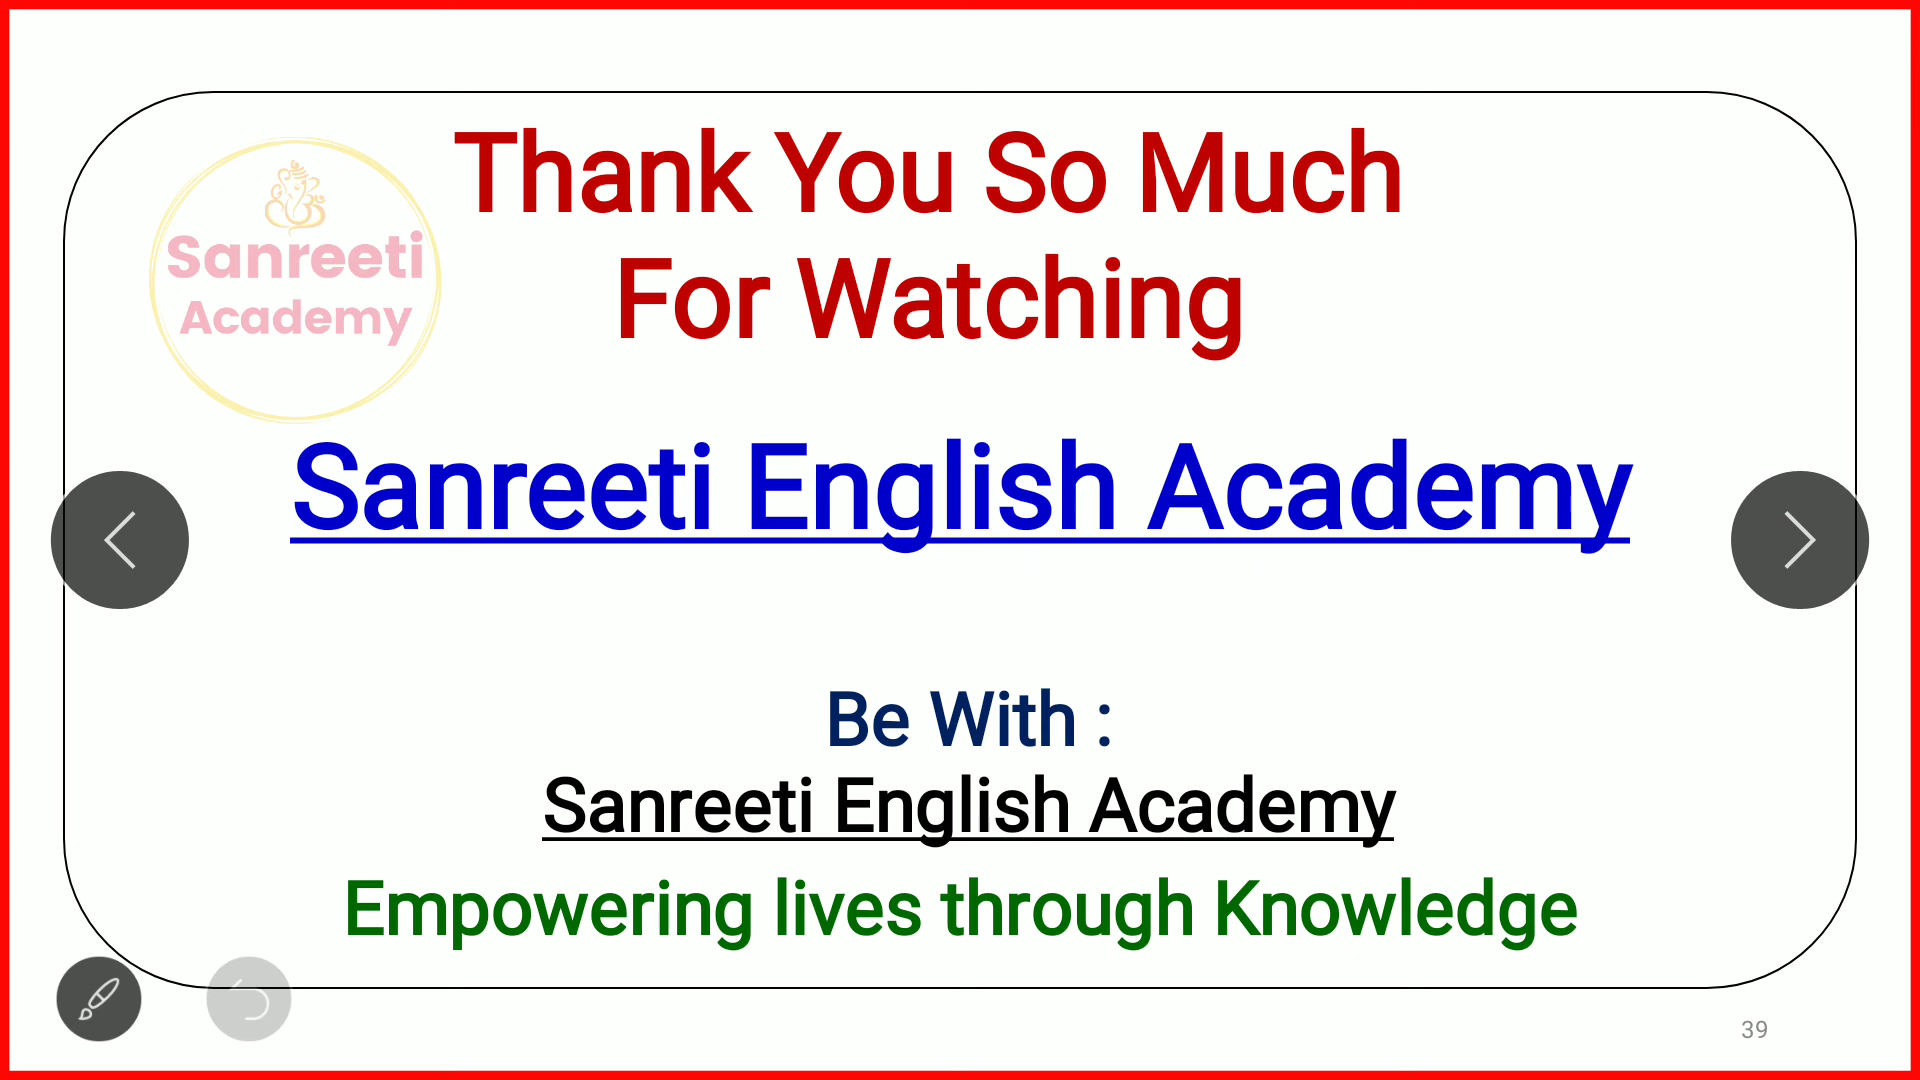 Thank You So Much
For Watching
Sanreeti
Academy
Sanreeti English Academy
Be With :
Sanreeti English Academy
Empowering lives through Knowledge
39